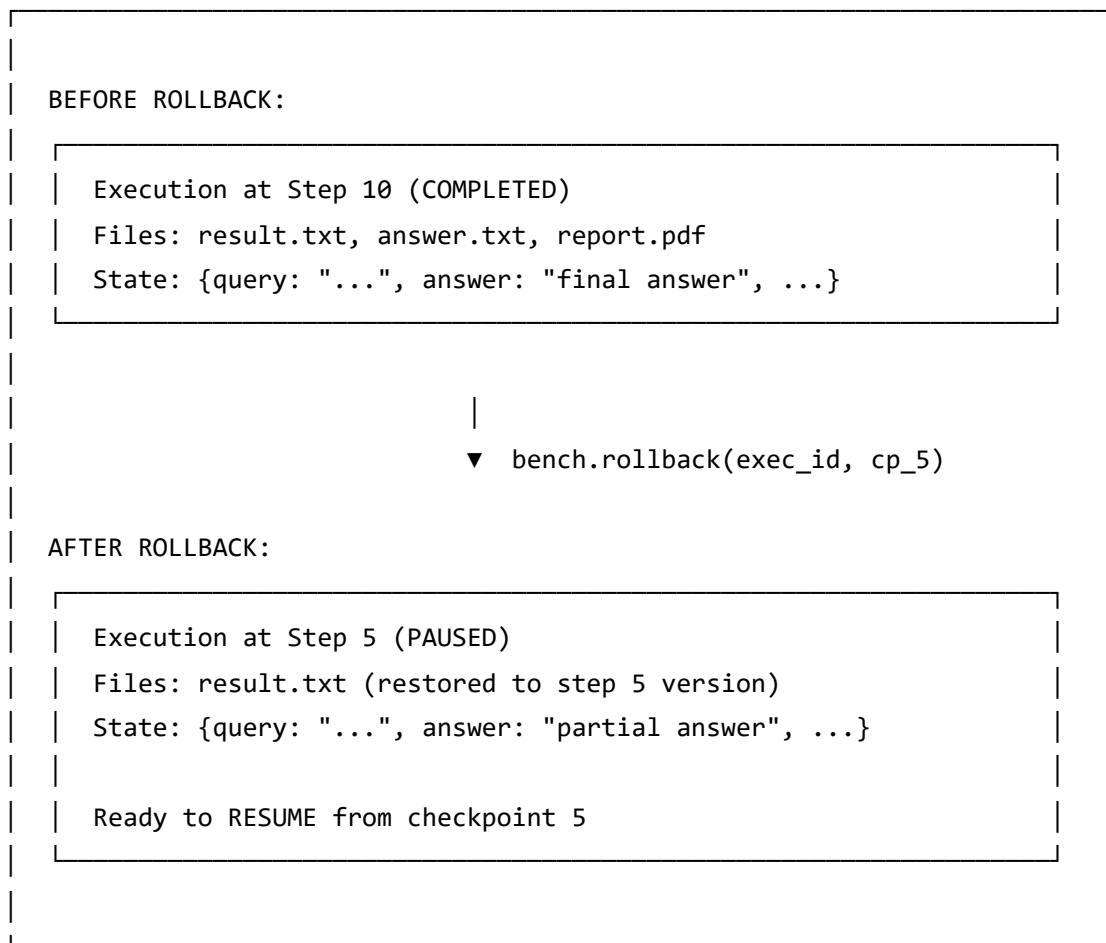 BEFORE ROLLBACK:
Execution at Step 10 (COMPLETED)
Files: result.txt, answer.txt, report.pdf
State: {query: "...", answer: "final answer", ...}
▼ bench.rollback(exec_id, cp_5)
AFTER ROLLBACK:
Execution at Step 5 (PAUSED)
Files: result.txt (restored to step 5 version)
State: {query: "...", answer: "partial answer", ...}
Ready to RESUME from checkpoint 5